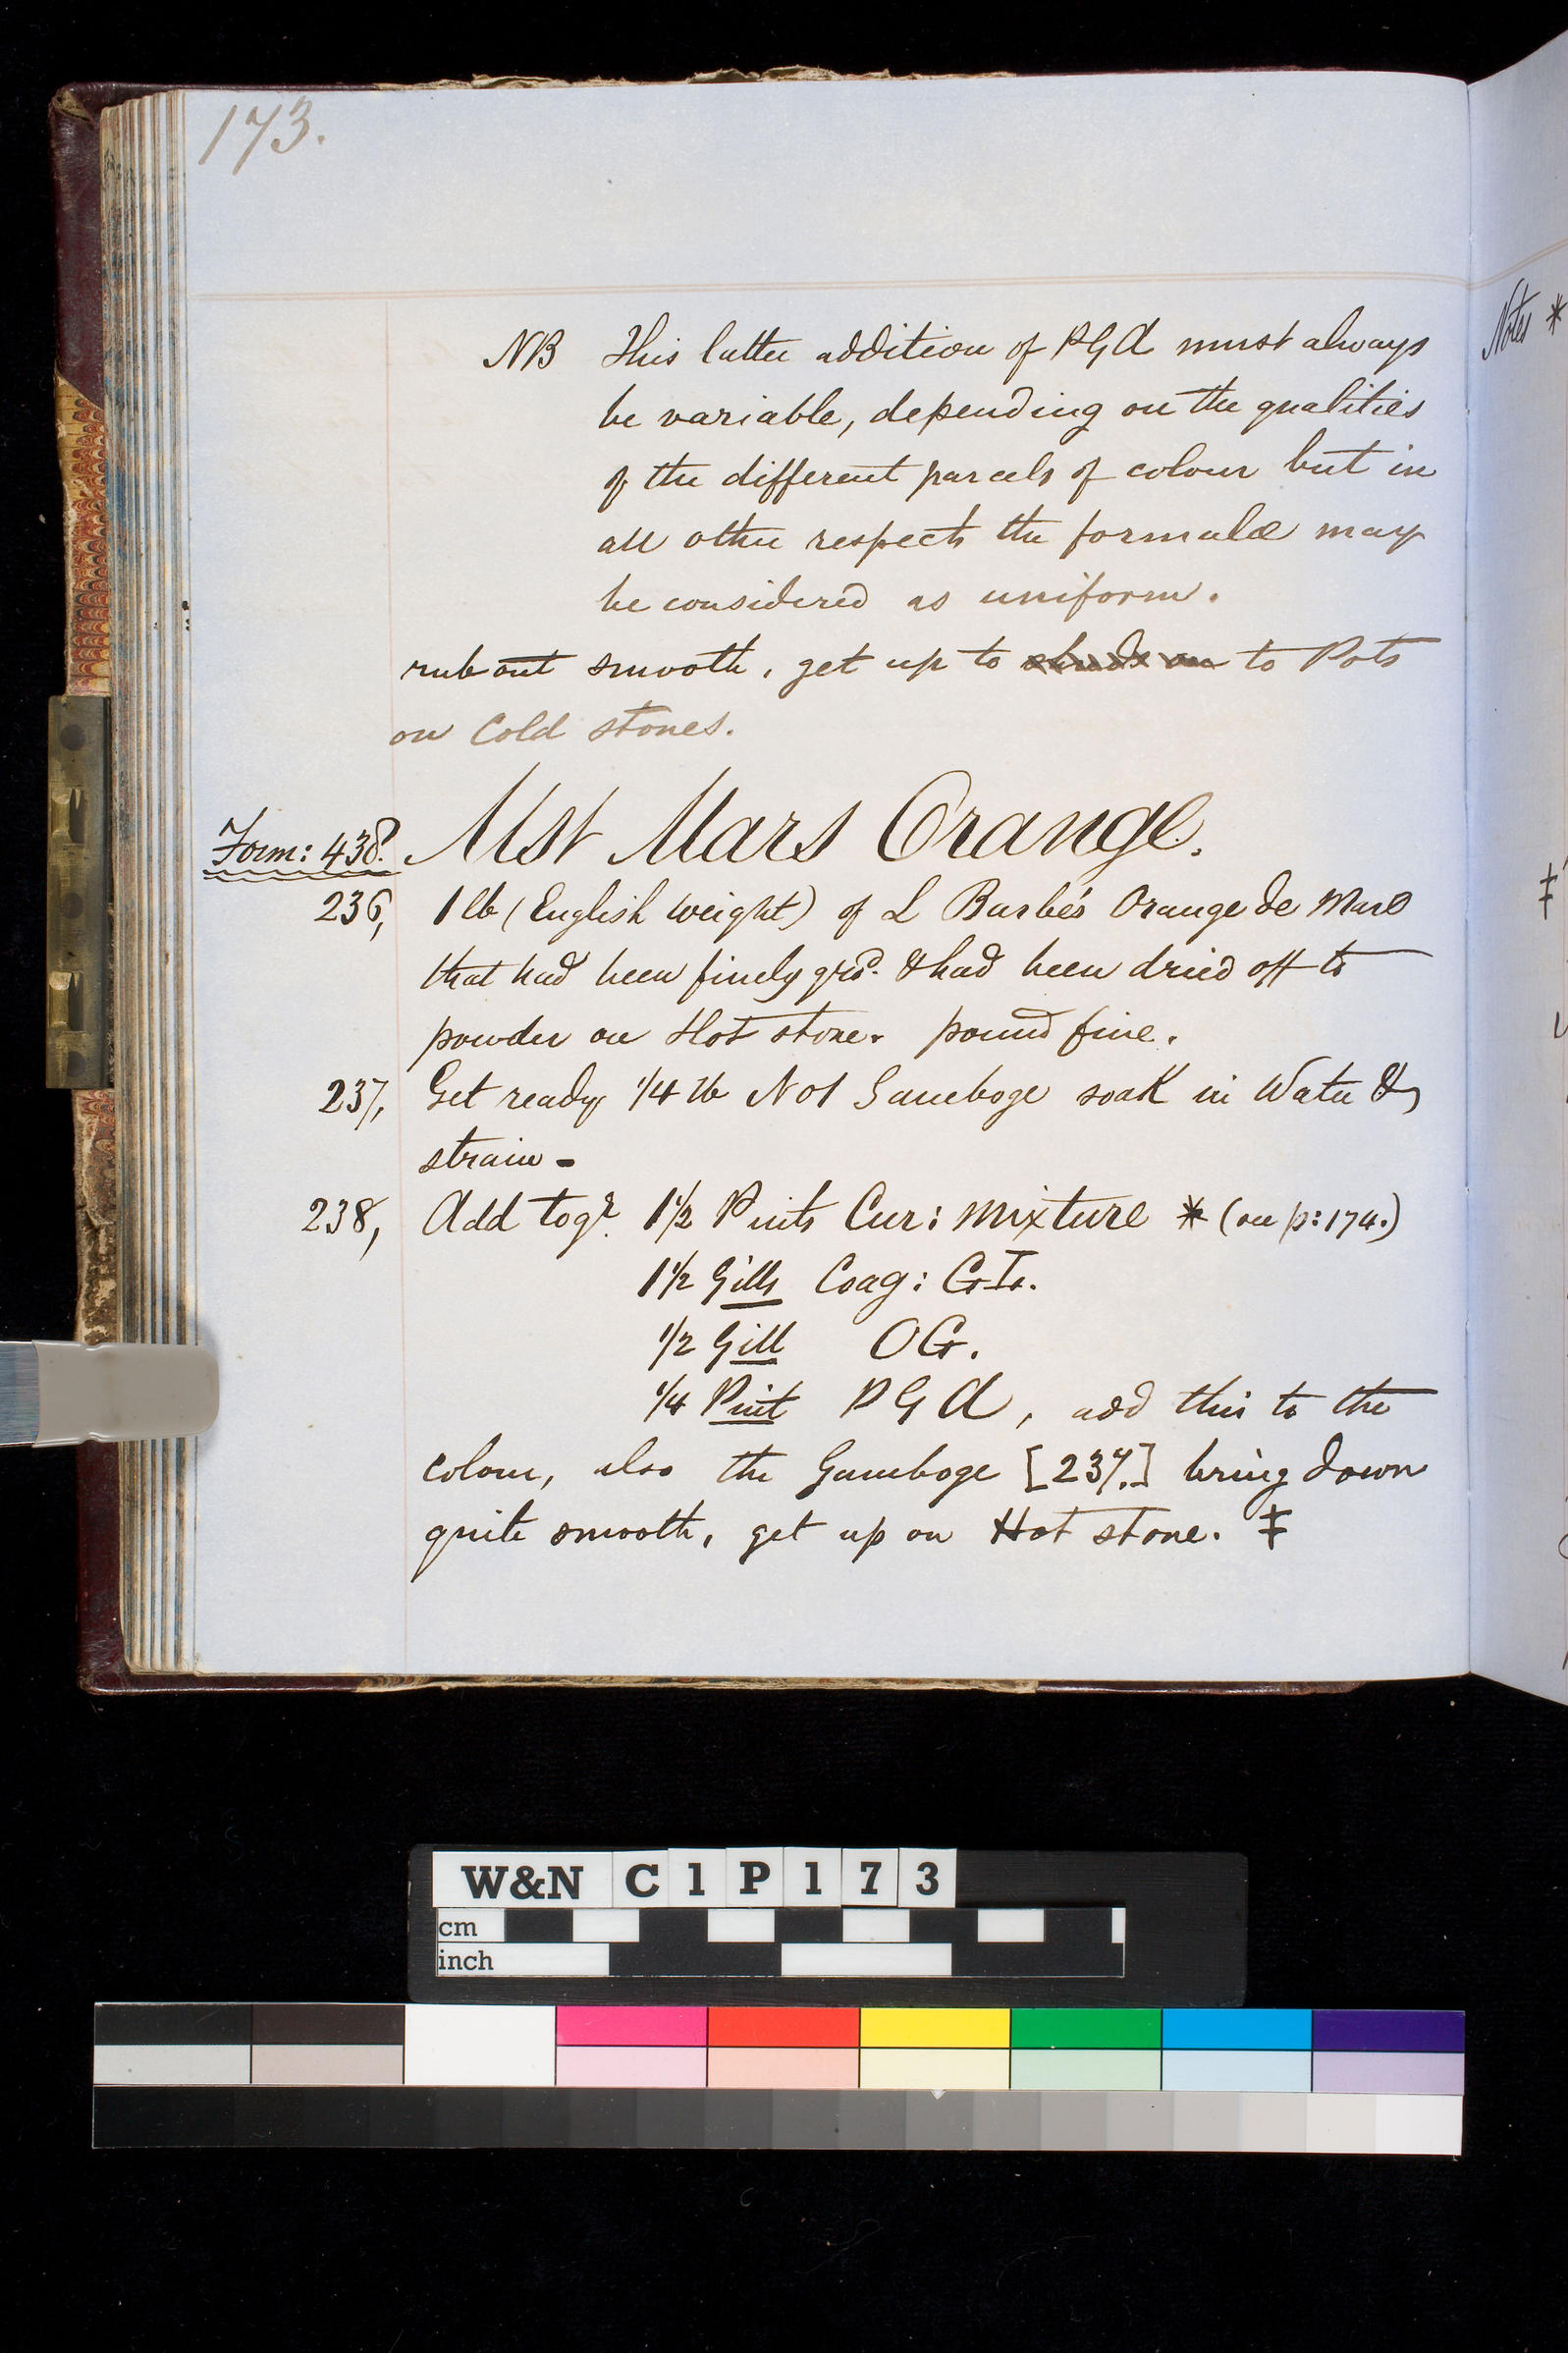 173.
Notes *
NB This latter addition of PGA must always
be variable, depending on the qualities
of the different parcels of colour but in
all other respects the formulæ may
be considered as uniform.
rub out smooth, get up to to Pots
on Cold stones.
Form: 438. Mst Mars Orange.
236, 1 lb (English weight) of L Barbés Orange de Mars
that had been finely grd. & had been dried off to
powder on Hot stone. pound fine.
237, Get ready 1/4 lb No1 Gamboge soak in Water &
strain -
238, Add togr 1 1/2 Pints Cur: Mixture * (on p: 174.)
1 1/2 Gills Coag: GT.
1/2 Gill OG.
1/4 Pint PGA, add this to the
colour, also the Gamboge [237.] bring down
quite smooth, get up on Hot stone. ‡
‡
W&N C1P173
cm
inch